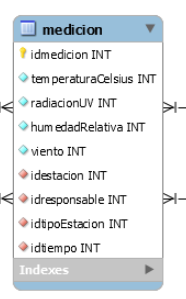 medicion
idmedicion INT
temperaturaCelsius INT
radiacionUV INT
humedadRelativa INT
viento INT
idestacion INT
idresponsable INT
idtipoEstacion INT
idtiempo INT
Indexes